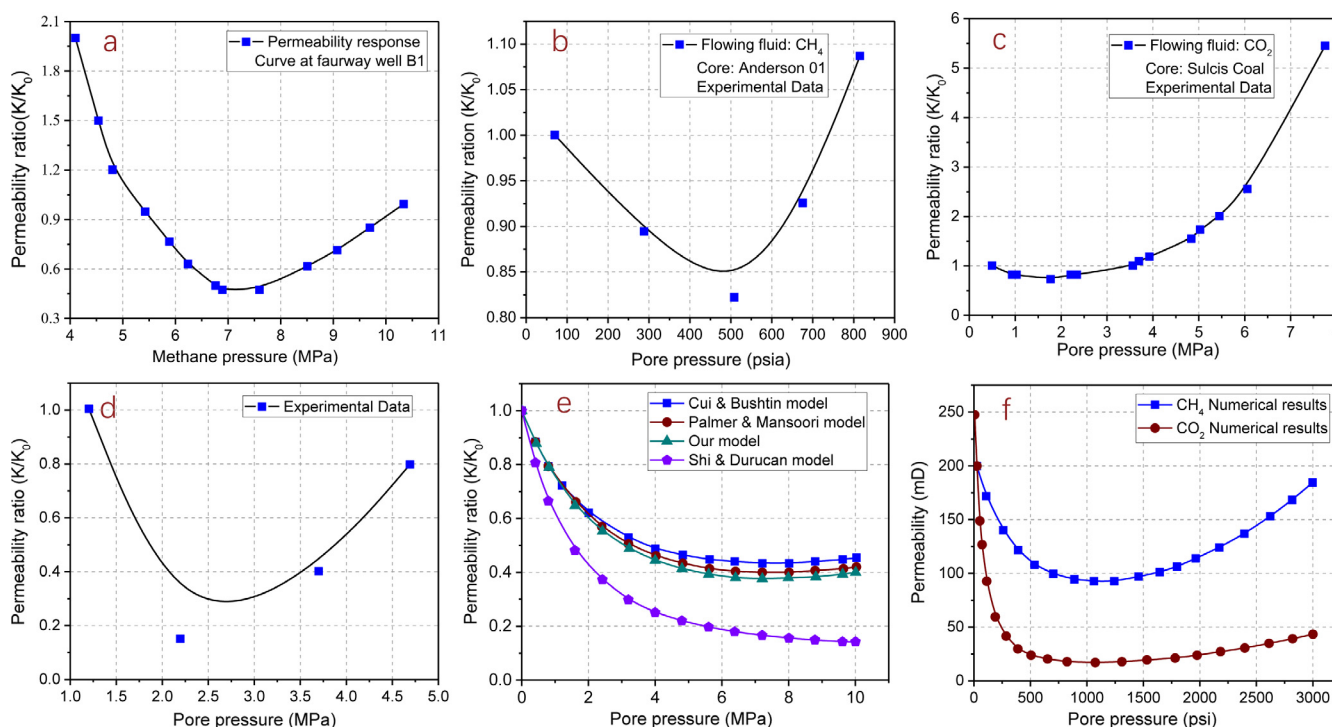 a
Permeability response
Curve at faurway well B1
2.1
1.8
1.5
1.2
0.9
0.6
0.3
4
5
6
7
8
9
10
11
Permeability ratio(K/K₀)
Methane pressure (MPa)
b
Flowing fluid: CH₄
Core: Anderson 01
Experimental Data
1.10
1.05
1.00
0.95
0.90
0.85
0.80
0
100
200
300
400
500
600
700
800
900
Permeability ration (K/K₀)
Pore pressure (psia)
c
Flowing fluid: CO₂
Core: Sulcis Coal
Experimental Data
6
5
4
3
2
1
0
0
1
2
3
4
5
6
7
Permeability ratio (K/K₀)
Pore pressure (MPa)
d
Experimental Data
1.0
0.8
0.6
0.4
0.2
0.0
1.0
1.5
2.0
2.5
3.0
3.5
4.0
4.5
5.0
Permeability ratio (K/K₀)
Pore pressure (MPa)
e
Cui & Bushtin model
Palmer & Mansoori model
Our model
Shi & Durucan model
1.0
0.8
0.6
0.4
0.2
0.0
0
2
4
6
8
10
Permeability ratio (K/K₀)
Pore pressure (MPa)
f
CH₄ Numerical results
CO₂ Numerical results
250
200
150
100
50
0
0
500
1000
1500
2000
2500
3000
Permeability (mD)
Pore pressure (psi)